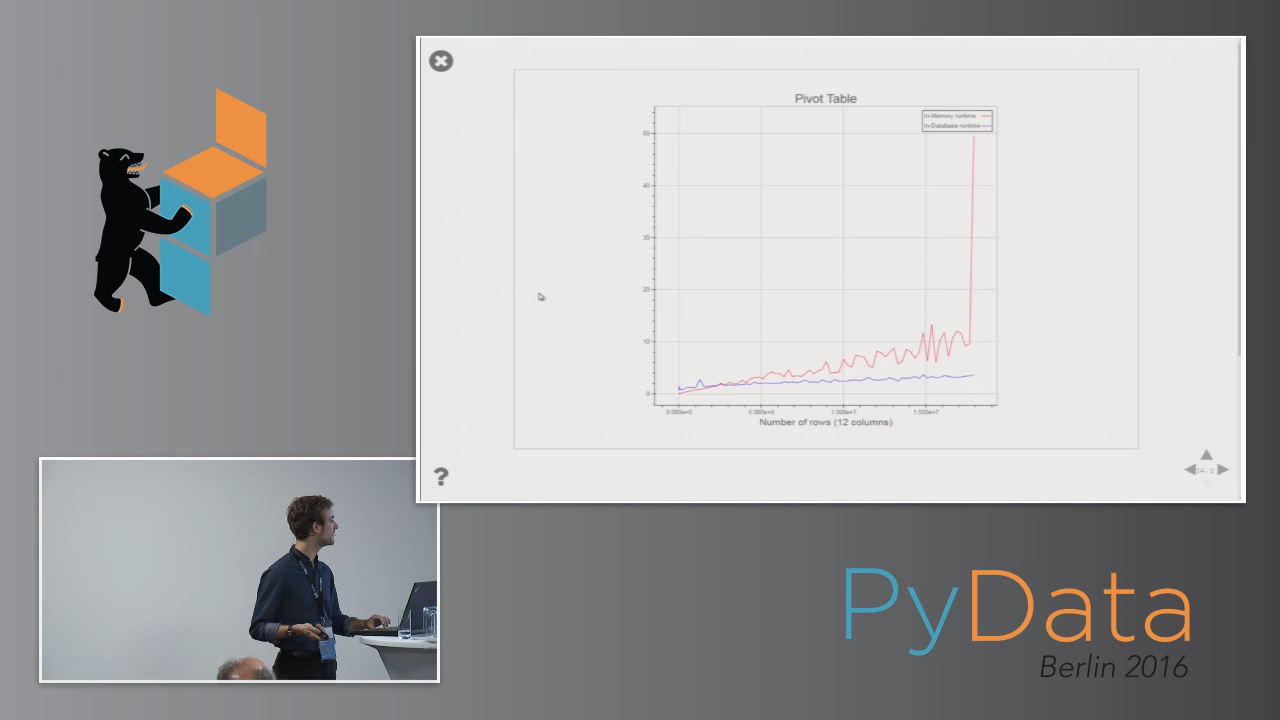 Pivot Table
In-Memory runtime
In-Database runtime
50
40
30
20
10
0
0.000e+0
5.000e+6
1.000e+7
1.500e+7
Number of rows (12 columns)
?
PyData
Berlin 2016